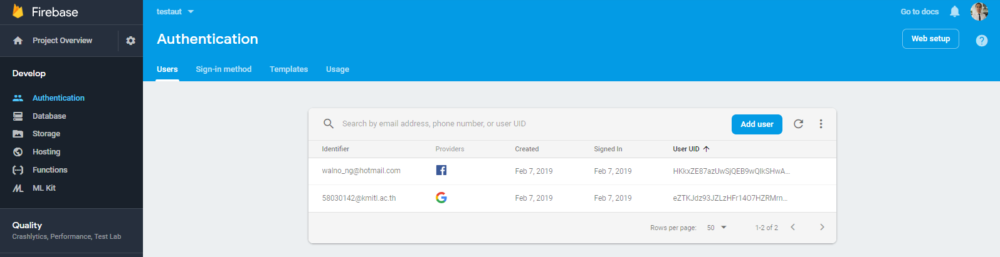 Firebase
Project Overview
Develop
Authentication
Database
Storage
Hosting
Functions
ML Kit
Quality
Crashlytics, Performance, Test Lab
testaut
Go to docs
Authentication
Web setup
Users Sign-in method Templates Usage
Search by email address, phone number, or user UID
Add user
Identifier Providers Created Signed In User UID
walno_ng@hotmail.com Feb 7, 2019 Feb 7, 2019 HKkxZE87azUwSjQEB9wQIkSHwA...
58030142@kmitl.ac.th Feb 7, 2019 Feb 7, 2019 eZTKJdz93JZLzHFr14O7HZRMrn...
Rows per page: 50 1-2 of 2